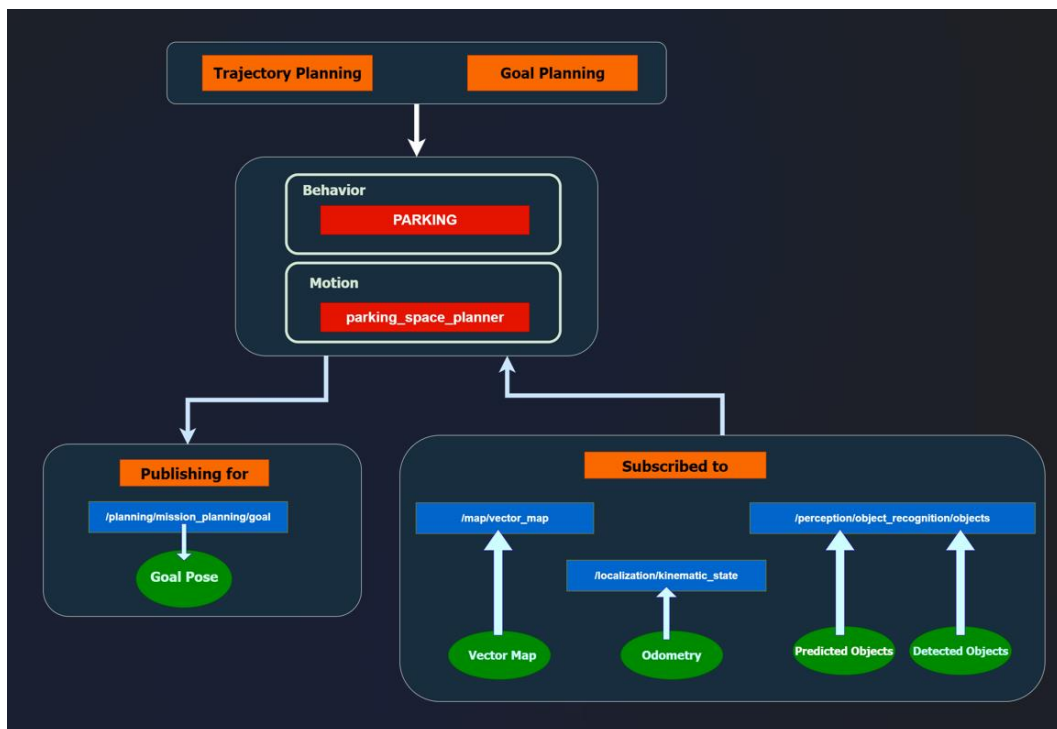 Trajectory Planning
Goal Planning
Behavior
PARKING
Motion
parking_space_planner
Publishing for
/planning/mission_planning/goal
Goal Pose
Subscribed to
/map/vector_map
/perception/object_recognition/objects
/localization/kinematic_state
Vector Map
Odometry
Predicted Objects
Detected Objects